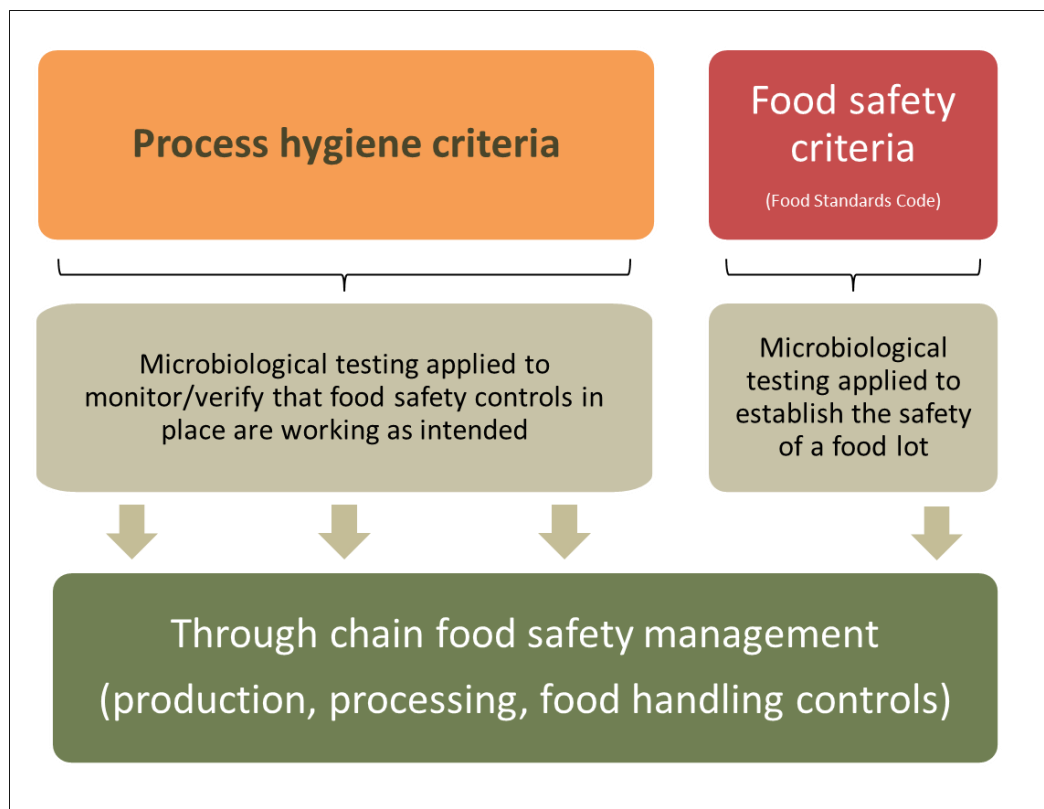 Process hygiene criteria
Food safety
criteria
(Food Standards Code)
Microbiological testing applied to
monitor/verify that food safety controls in
place are working as intended
Microbiological
testing applied to
establish the safety
of a food lot
Through chain food safety management
(production, processing, food handling controls)